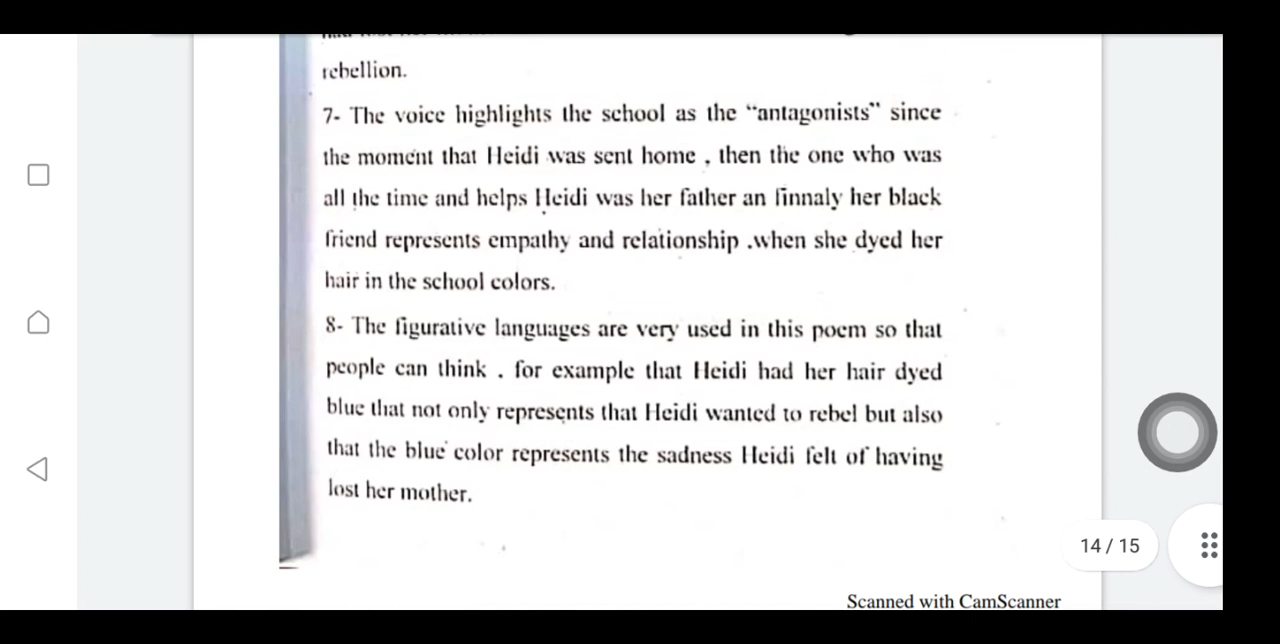 rebellion.
7- The voice highlights the school as the “antagonists” since
the moment that Heidi was sent home , then the one who was
all the time and helps Heidi was her father an finnaly her black
friend represents empathy and relationship .when she dyed her
hair in the school colors.
8- The figurative languages are very used in this poem so that
people can think . for example that Heidi had her hair dyed
blue that not only represents that Heidi wanted to rebel but also
that the blue color represents the sadness Heidi felt of having
lost her mother.
14 / 15
Scanned with CamScanner